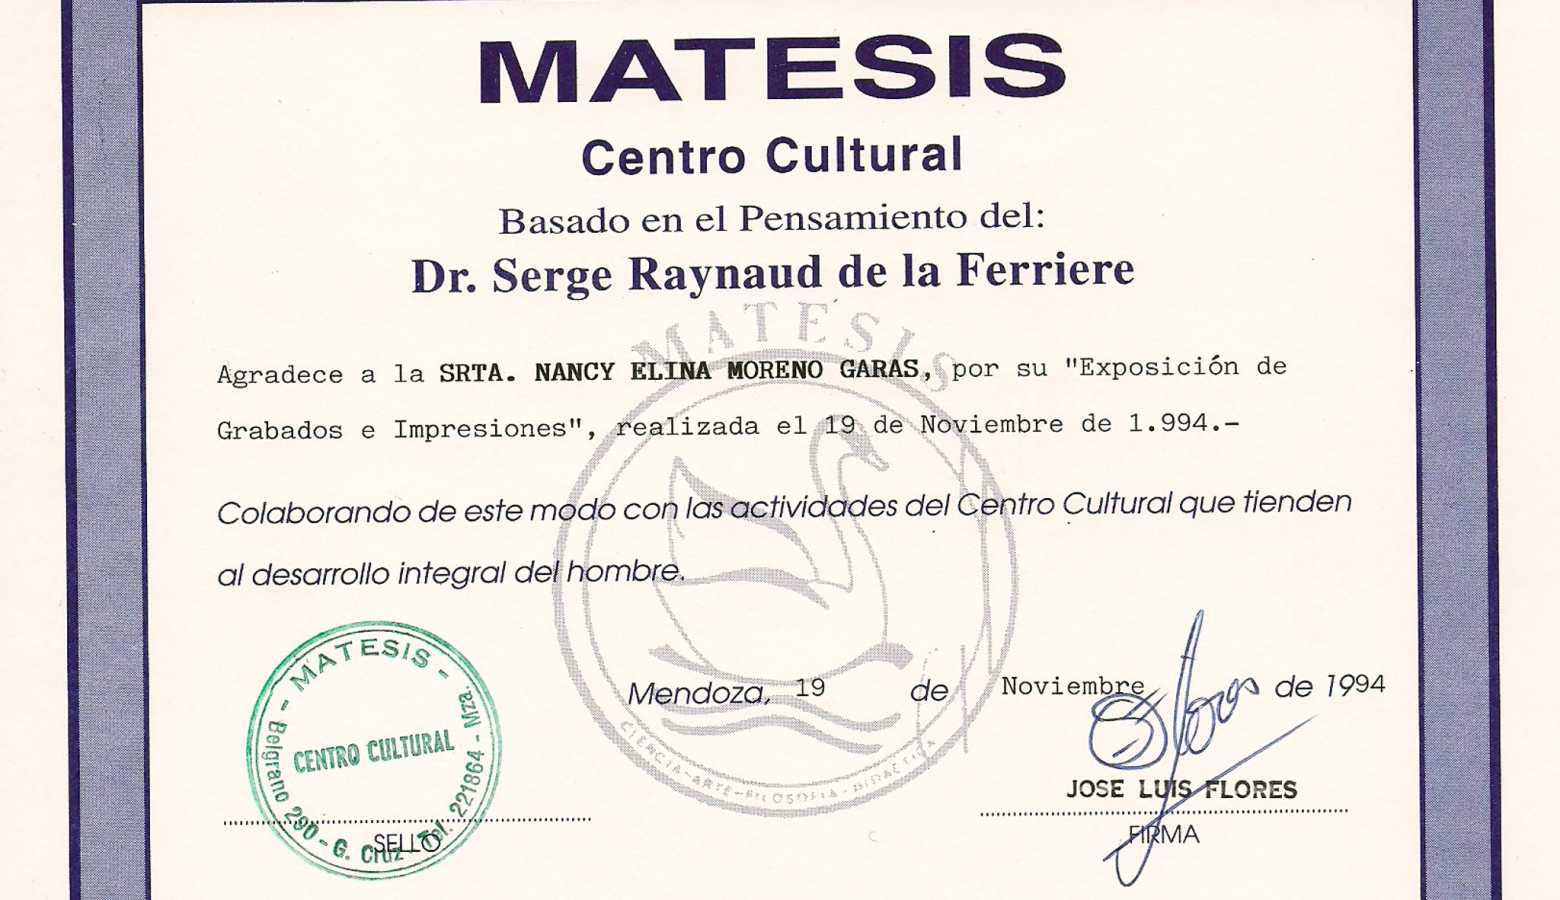 MATESIS
Centro Cultural
Basado en el Pensamiento del:
Dr. Serge Raynaud de la Ferriere
MATESIS
Agradece a la SRTA. NANCY ELINA MORENO GARAS, por su "Exposición de
Grabados e Impresiones", realizada el 19 de Noviembre de 1.994.-
Colaborando de este modo con las actividades del Centro Cultural que tienden
al desarrollo integral del hombre.
Mendoza, 19 de Noviembre de 1994
CIENCIA-ARTE-FILOSOFIA-DIDACTICA
- MATESIS -
CENTRO CULTURAL
Belgrano 290 - G. Cruz - Tel. 221864 - Mza.
SELLO
Flores
JOSE LUIS FLORES
FIRMA